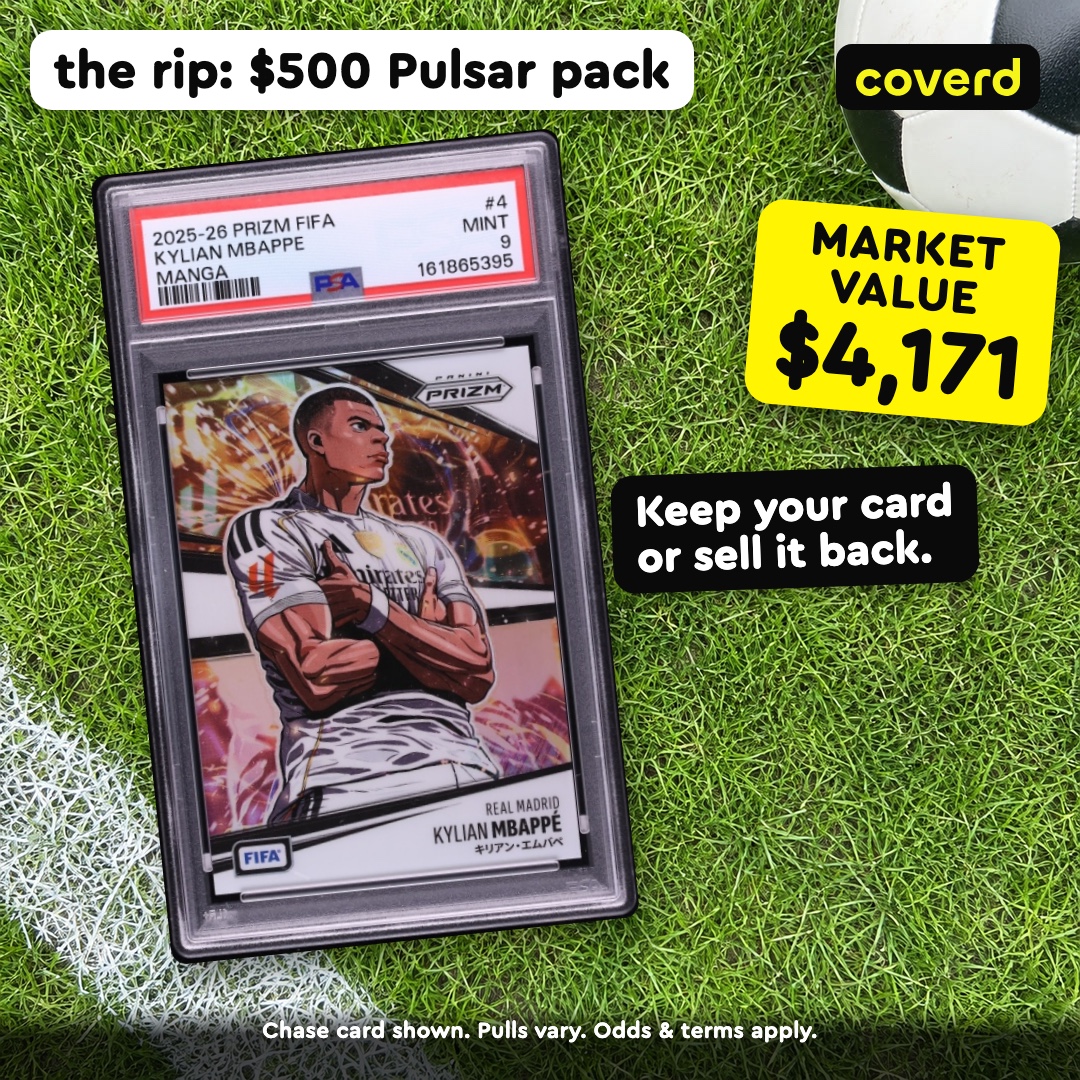 the rip: $500 Pulsar pack
coverd
2025-26 PRIZM FIFA
KYLIAN MBAPPE
MANGA
#4
MINT
9
161865395
PSA
MARKET
VALUE
$4,171
PANINI
PRIZM
Keep your card
or sell it back.
REAL MADRID
KYLIAN MBAPPÉ
キリアン・エムバペ
FIFA
Chase card shown. Pulls vary. Odds & terms apply.